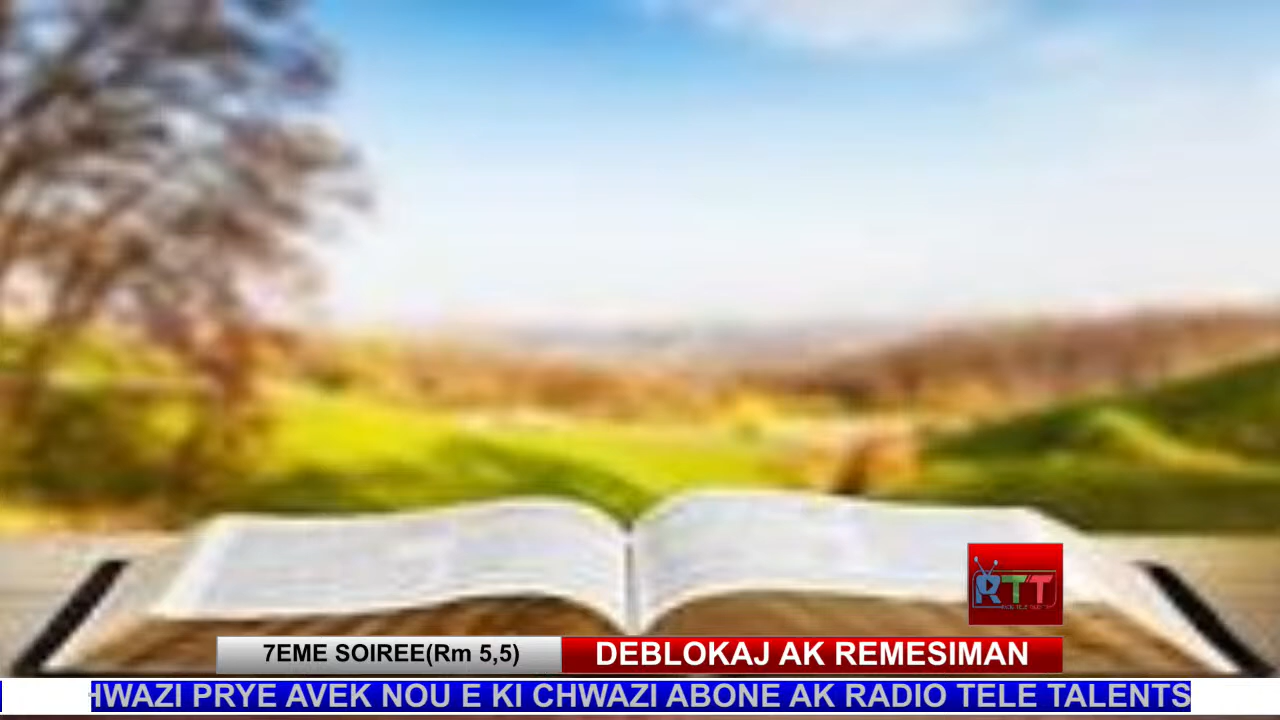 RTT
7EME SOIREE(Rm 5,5)
DEBLOKAJ AK REMESIMAN
HWAZI PRYE AVEK NOU E KI CHWAZI ABONE AK RADIO TELE TALENTS